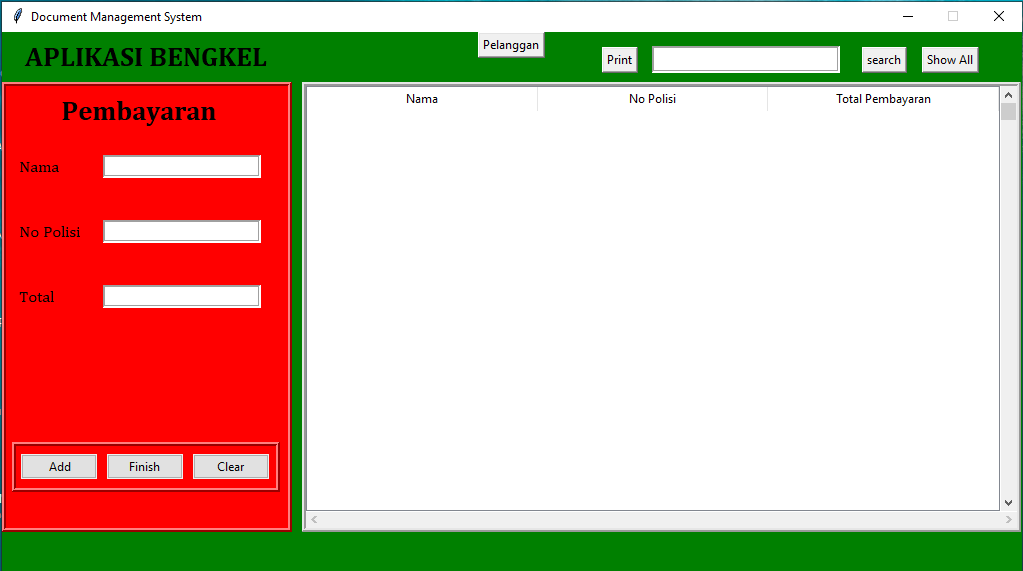 Document Management System
APLIKASI BENGKEL
Pelanggan
Print
search
Show All
Pembayaran
Nama
No Polisi
Total
Add
Finish
Clear
Nama
No Polisi
Total Pembayaran